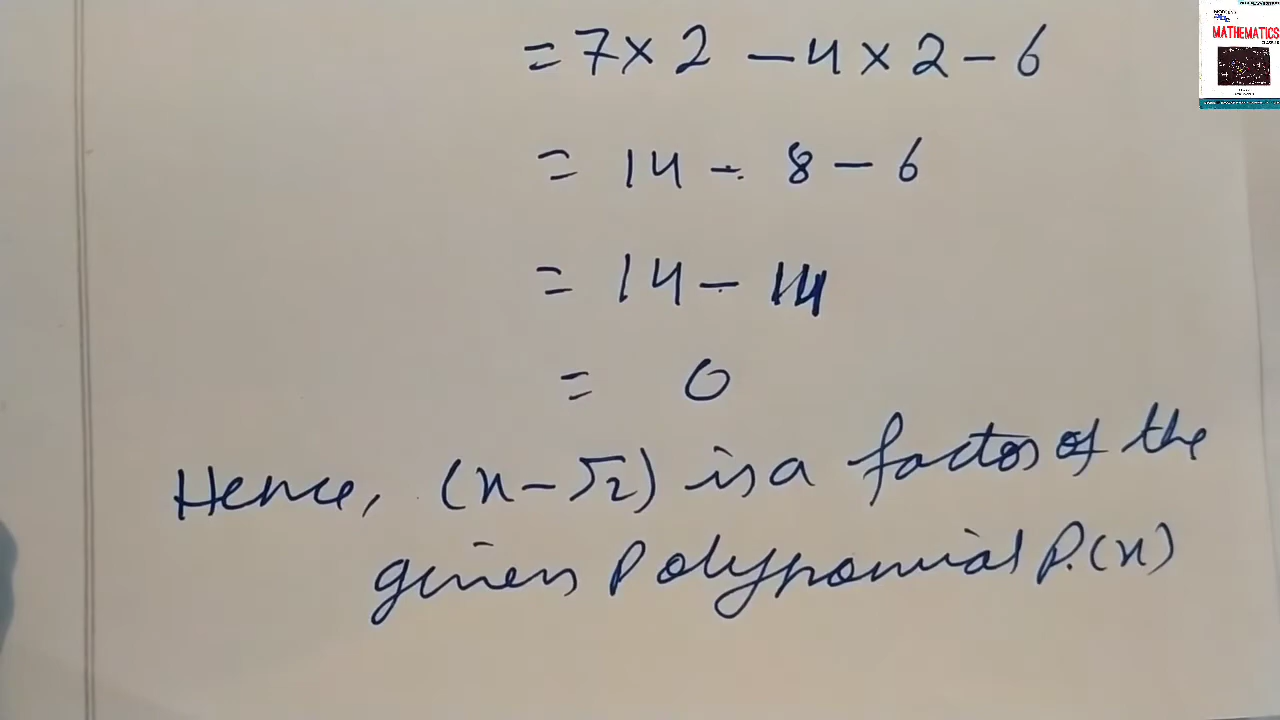 = 7 × 2 – 4 × 2 – 6
= 14 – 8 – 6
= 14 – 14
= 0
Hence, (x – √2) is a factor of the
given Polynomial P.(x)
MATHEMATICS